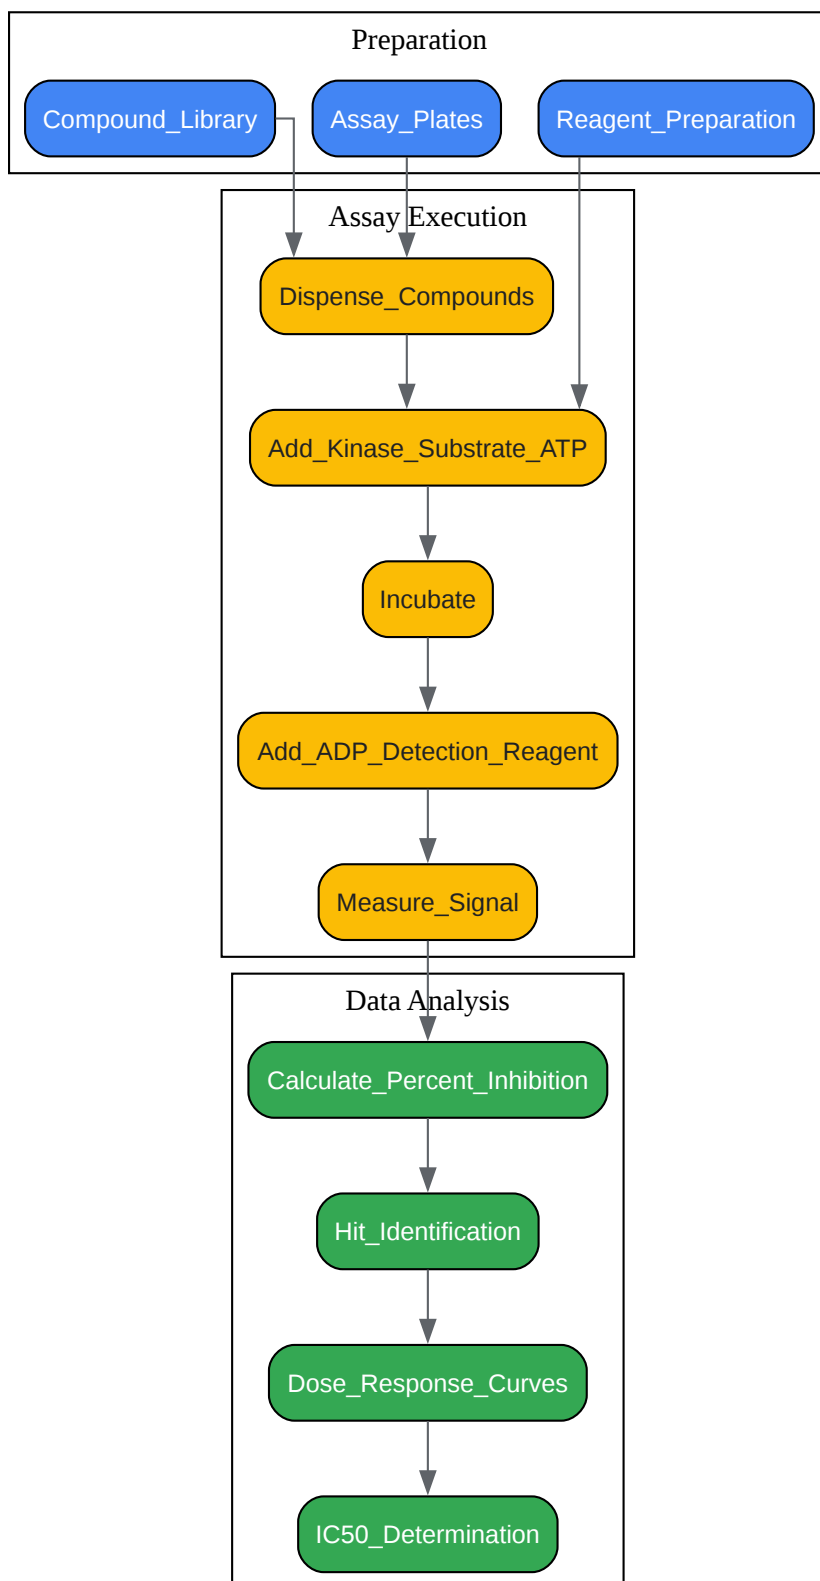 Preparation
Compound_Library
Assay_Plates
Reagent_Preparation
Assay Execution
Dispense_Compounds
Add_Kinase_Substrate_ATP
Incubate
Add_ADP_Detection_Reagent
Measure_Signal
Data Analysis
Calculate_Percent_Inhibition
Hit_Identification
Dose_Response_Curves
IC50_Determination